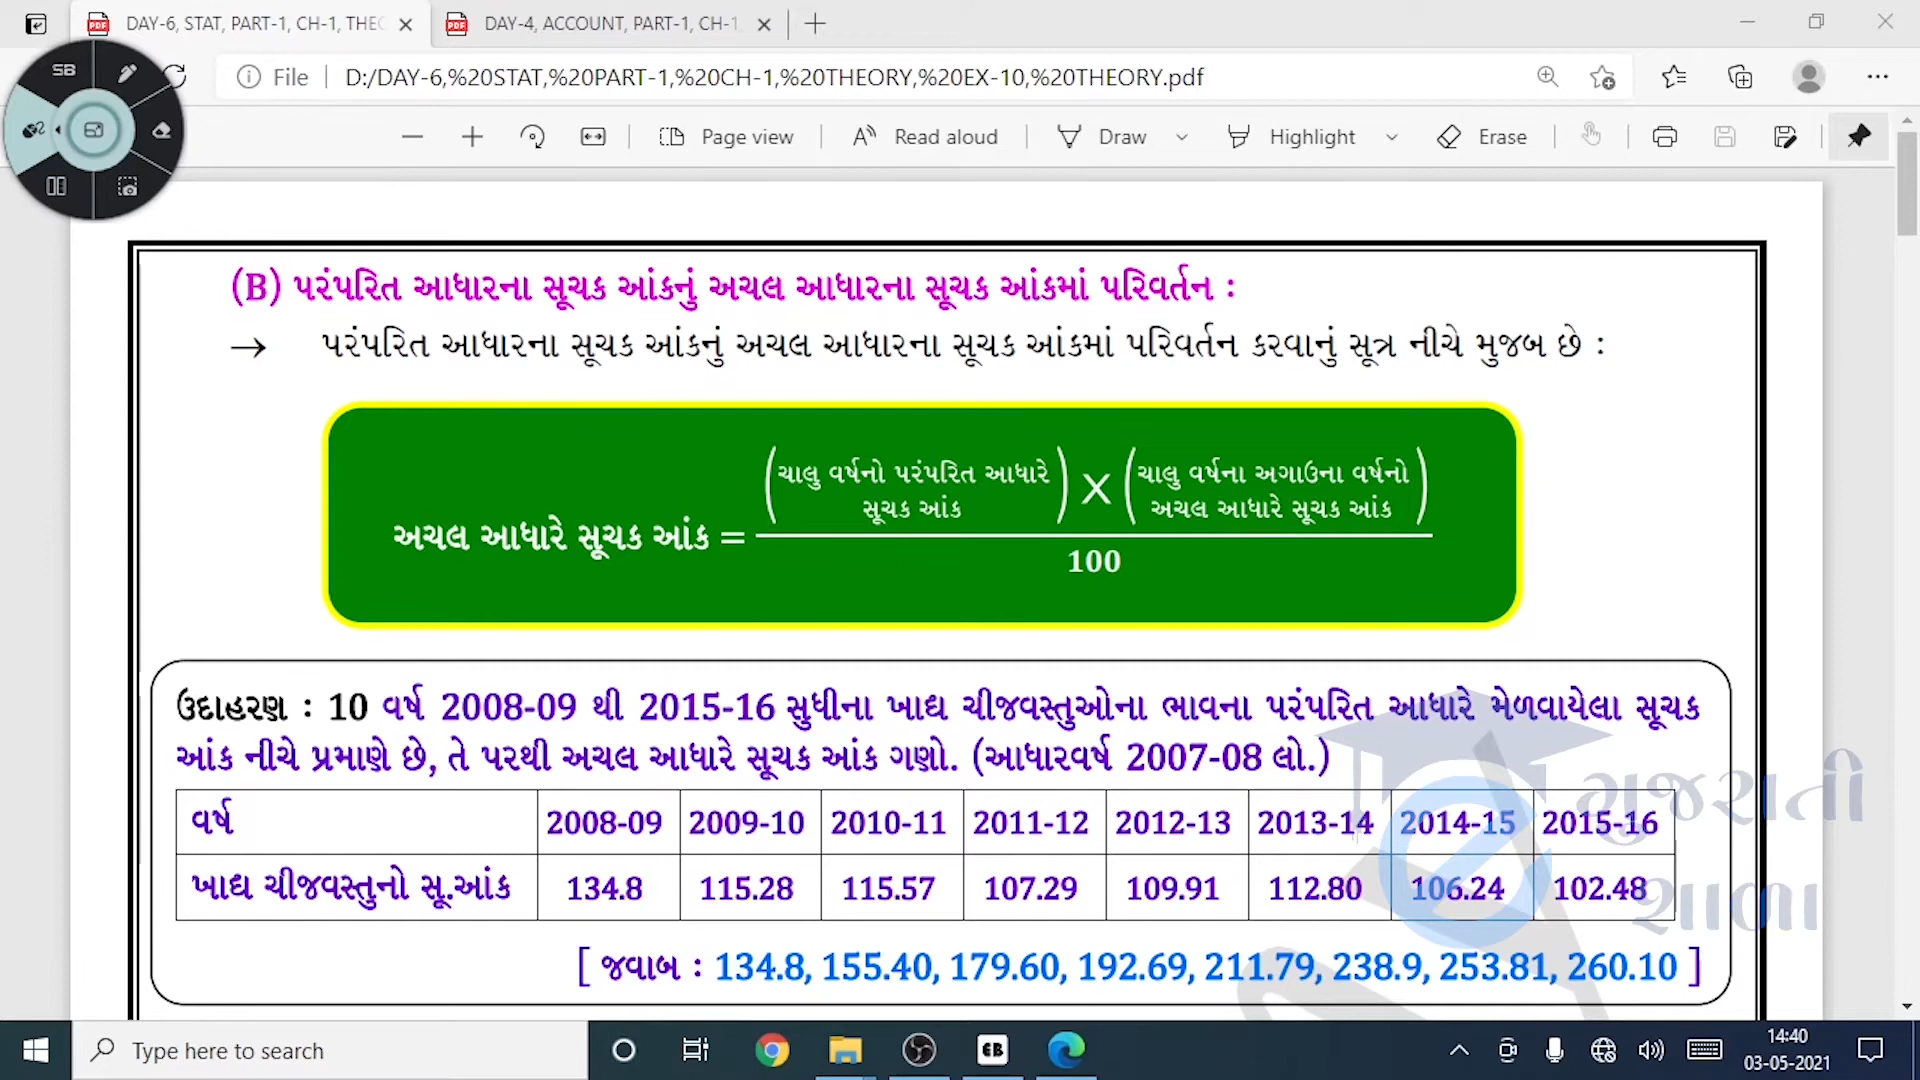 DAY-6, STAT, PART-1, CH-1, THEO
DAY-4, ACCOUNT, PART-1, CH-1,
SB
File
D:/DAY-6,%20STAT,%20PART-1,%20CH-1,%20THEORY,%20EX-10,%20THEORY.pdf
Page view
Read aloud
Draw
Highlight
Erase
(B) પરંપરિત આધારના સૂચક આંકનું અચલ આધારના સૂચક આંકમાં પરિવર્તન :
→ પરંપરિત આધારના સૂચક આંકનું અચલ આધારના સૂચક આંકમાં પરિવર્તન કરવાનું સૂત્ર નીચે મુજબ છે :
(ચાલુ વર્ષનો પરંપરિત આધારે સૂચક આંક) X (ચાલુ વર્ષના અગાઉના વર્ષનો અચલ આધારે સૂચક આંક)
અચલ આધારે સૂચક આંક =
100
ઉદાહરણ : 10 વર્ષ 2008-09 થી 2015-16 સુધીના ખાદ્ય ચીજવસ્તુઓના ભાવના પરંપરિત આધારે મેળવાયેલા સૂચક
આંક નીચે પ્રમાણે છે, તે પરથી અચલ આધારે સૂચક આંક ગણો. (આધારવર્ષ 2007-08 લો.)
વર્ષ 2008-09 2009-10 2010-11 2011-12 2012-13 2013-14 2014-15 2015-16
ખાદ્ય ચીજવસ્તુનો સૂ.આંક 134.8 115.28 115.57 107.29 109.91 112.80 106.24 102.48
[ જવાબ : 134.8, 155.40, 179.60, 192.69, 211.79, 238.9, 253.81, 260.10 ]
ગુજરાતી
શાળા
Type here to search
14:40
03-05-2021